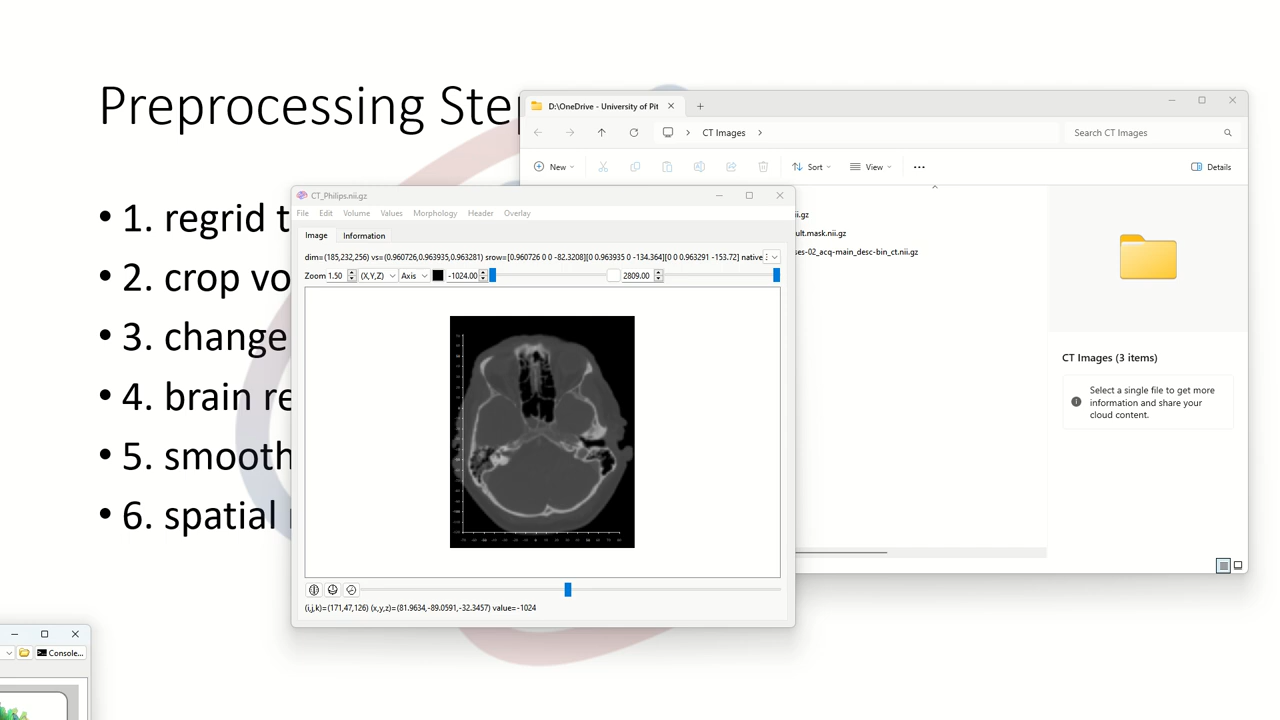 Preprocessing Ste
• 1. regrid t
• 2. crop vo
• 3. change
• 4. brain re
• 5. smooth
• 6. spatial
D:\OneDrive - University of Pit
CT Images
Search CT Images
New
Sort
View
Details
ii.gz
ult.mask.nii.gz
ses-02_acq-main_desc-bin_ct.nii.gz
CT Images (3 items)
Select a single file to get more
information and share your
cloud content.
CT_Philips.nii.gz
File Edit Volume Values Morphology Header Overlay
Image Information
dim=(185,232,256) vs=(0.960726,0.963935,0.963281) srow=[0.960726 0 0 -82.3208][0 0.963935 0 -134.364][0 0 0.963291 -153.72] native
Zoom 1.50 (X,Y,Z) Axis -1024.00 2809.00
(i,j,k)=(171,47,126) (x,y,z)=(81.9634,-89.0591,-32.3457) value=-1024
Console...